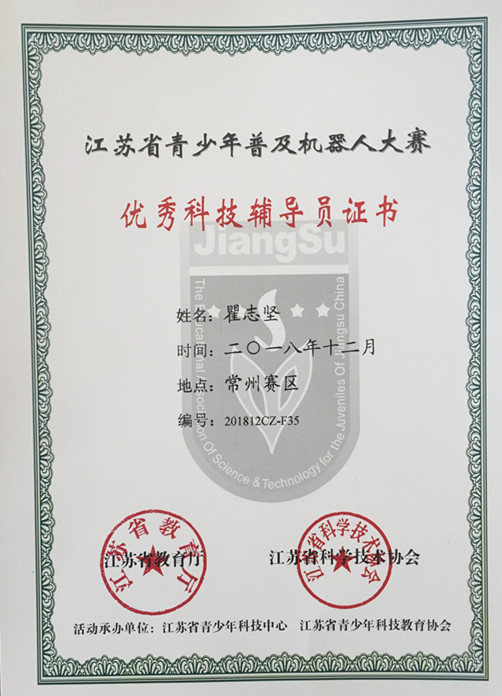 江苏省青少年普及机器人大赛
优秀科技辅导员证书
JiangSu
The Educational Association Of Science & Technology for the Juveniles Of Jiangsu China
姓名：瞿志坚
时间：二〇一八年十二月
地点：常州赛区
编号：201812CZ-F35
江苏省教育厅
江苏省教育厅
江苏省科学技术协会
江苏省科学技术协会
活动承办单位：江苏省青少年科技中心 江苏省青少年科技教育协会